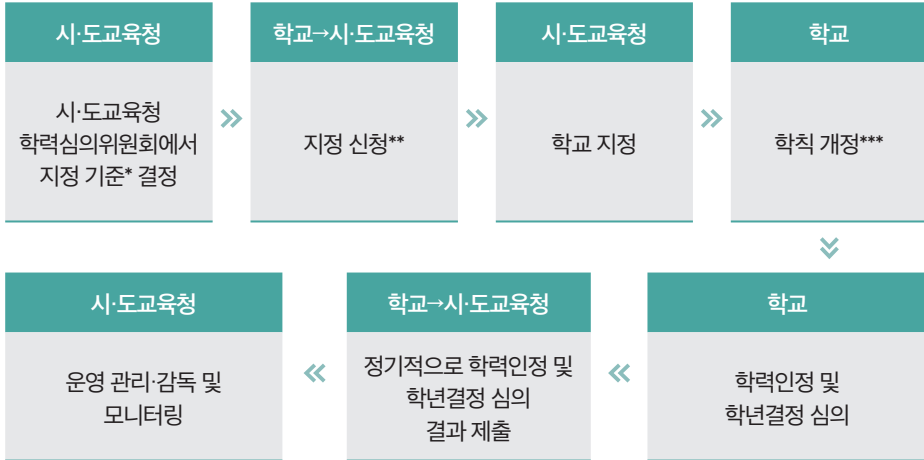 시·도교육청
시·도교육청
학력심의위원회에서
지정 기준* 결정
학교→시·도교육청
지정 신청**
시·도교육청
학교 지정
학교
학칙 개정***
학교
학력인정 및
학년결정 심의
학교→시·도교육청
정기적으로 학력인정 및
학년결정 심의
결과 제출
시·도교육청
운영 관리·감독 및
모니터링